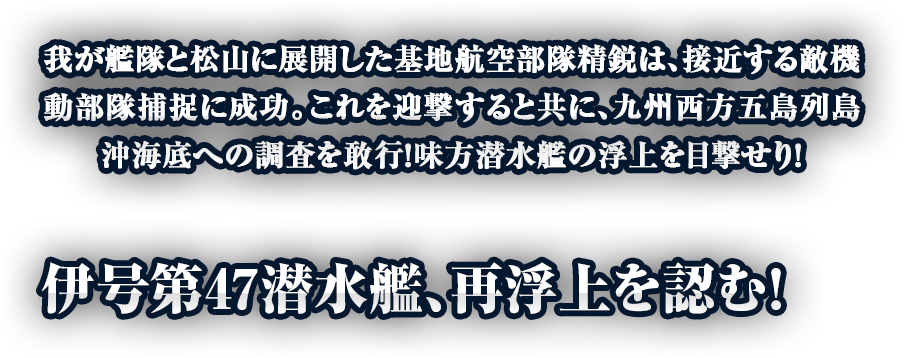 我が艦隊と松山に展開した基地航空部隊精鋭は、接近する敵機
動部隊捕捉に成功。これを迎撃すると共に、九州西方五島列島
沖海底への調査を敢行!味方潜水艦の浮上を目撃せり!
伊号第47潜水艦、再浮上を認む!